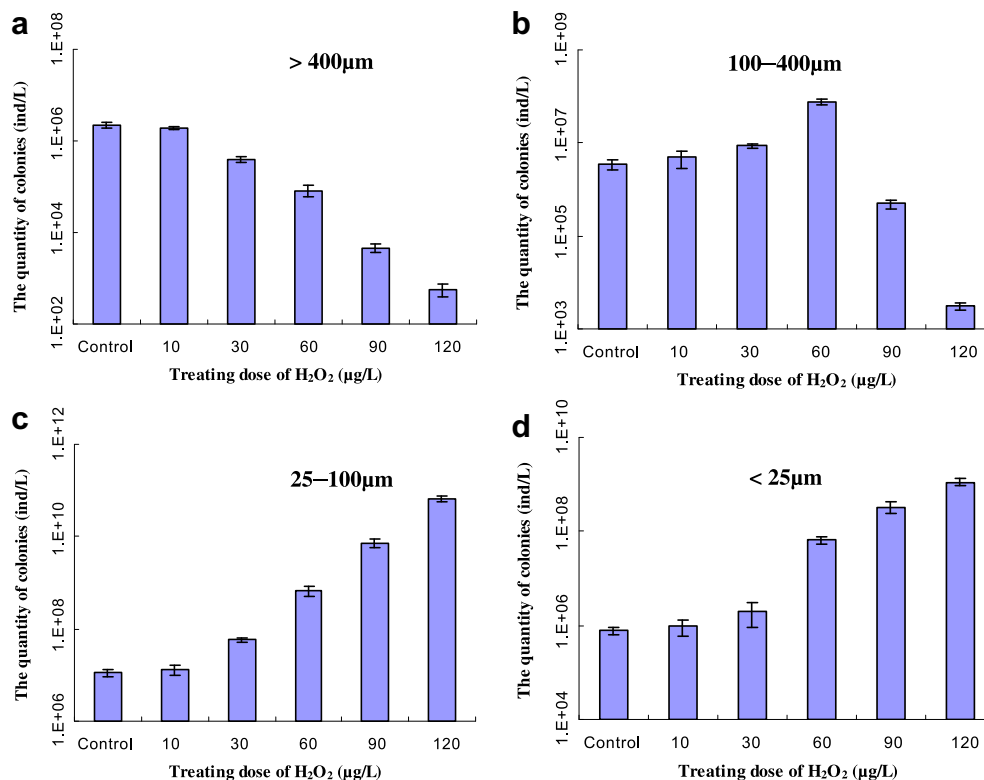 a
The quantity of colonies (ind/L)
1.E+08
1.E+06
1.E+04
1.E+02
> 400μm
Control 10 30 60 90 120
Treating dose of H₂O₂ (μg/L)
b
The quantity of colonies (ind/L)
1.E+09
1.E+07
1.E+05
1.E+03
100–400μm
Control 10 30 60 90 120
Treating dose of H₂O₂ (μg/L)
c
The quantity of colonies (ind/L)
1.E+12
1.E+10
1.E+08
1.E+06
25–100μm
Control 10 30 60 90 120
Treating dose of H₂O₂ (μg/L)
d
The quantity of colonies (ind/L)
1.E+10
1.E+08
1.E+06
1.E+04
< 25μm
Control 10 30 60 90 120
Treating dose of H₂O₂ (μg/L)